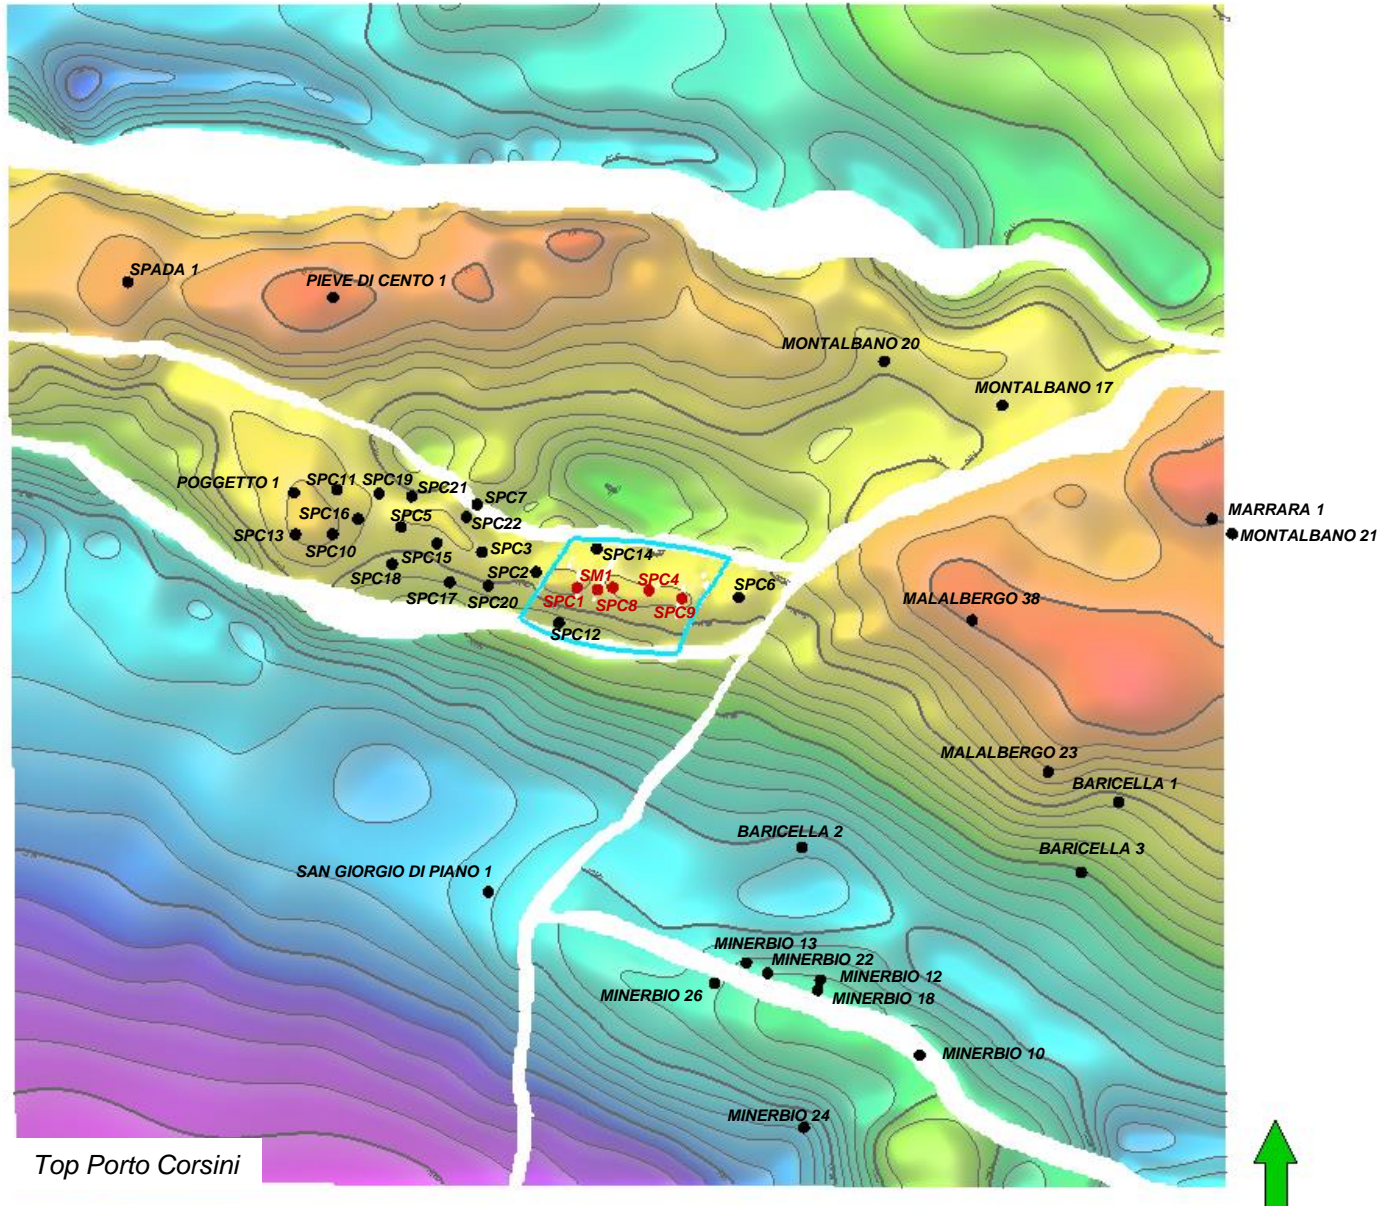 SPADA 1
PIEVE DI CENTO 1
MONTALBANO 20
MONTALBANO 17
POGGETTO 1
SPC11
SPC19
SPC21
SPC7
SPC16
SPC5
SPC22
MARRARA 1
SPC13
SPC10
MONTALBANO 21
SPC15
SPC3
SPC14
SPC18
SPC2
SM1
SPC4
SPC6
SPC17
SPC20
SPC1
SPC8
SPC9
MALALBERGO 38
SPC12
MALALBERGO 23
BARICELLA 1
BARICELLA 2
BARICELLA 3
SAN GIORGIO DI PIANO 1
MINERBIO 13
MINERBIO 22
MINERBIO 12
MINERBIO 26
MINERBIO 18
MINERBIO 10
MINERBIO 24
Top Porto Corsini